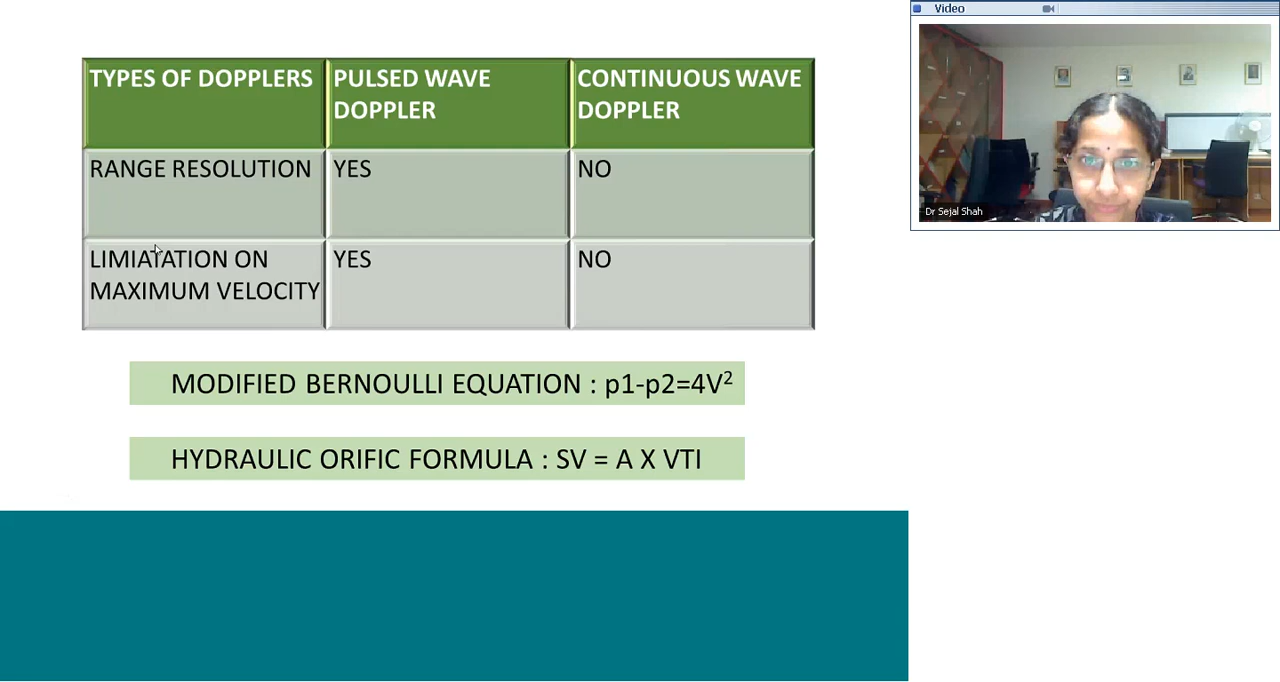 TYPES OF DOPPLERS
PULSED WAVE
DOPPLER
CONTINUOUS WAVE
DOPPLER
RANGE RESOLUTION
YES
NO
LIMIATATION ON
MAXIMUM VELOCITY
YES
NO
MODIFIED BERNOULLI EQUATION : p1-p2=4V²
HYDRAULIC ORIFIC FORMULA : SV = A X VTI
Video
Dr Sejal Shah